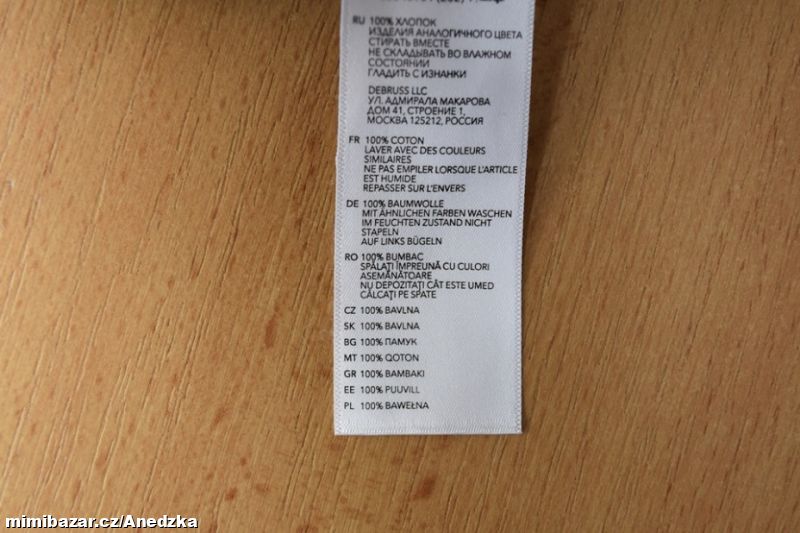 RU 100% ХЛОПОК
ИЗДЕЛИЯ АНАЛОГИЧНОГО ЦВЕТА
СТИРАТЬ ВМЕСТЕ
НЕ СКЛАДЫВАТЬ ВО ВЛАЖНОМ
СОСТОЯНИИ
ГЛАДИТЬ С ИЗНАНКИ
DEBRUSS LLC
УЛ. АДМИРАЛА МАКАРОВА
ДОМ 41, СТРОЕНИЕ 1,
МОСКВА 125212, РОССИЯ
FR 100% COTON
LAVER AVEC DES COULEURS
SIMILAIRES
NE PAS EMPILER LORSQUE L'ARTICLE
EST HUMIDE
REPASSER SUR L'ENVERS
DE 100% BAUMWOLLE
MIT ÄHNLICHEN FARBEN WASCHEN
IM FEUCHTEN ZUSTAND NICHT
STAPELN
AUF LINKS BÜGELN
RO 100% BUMBAC
SPĂLAȚI ÎMPREUNĂ CU CULORI
ASEMĂNĂTOARE
NU DEPOZITAȚI CÂT ESTE UMED
CĂLCAȚI PE SPATE
CZ 100% BAVLNA
SK 100% BAVLNA
BG 100% ПАМУК
MT 100% QOTON
GR 100% BAMBAKI
EE 100% PUUVILL
PL 100% BAWEŁNA
mimibazar.cz/Anedzka